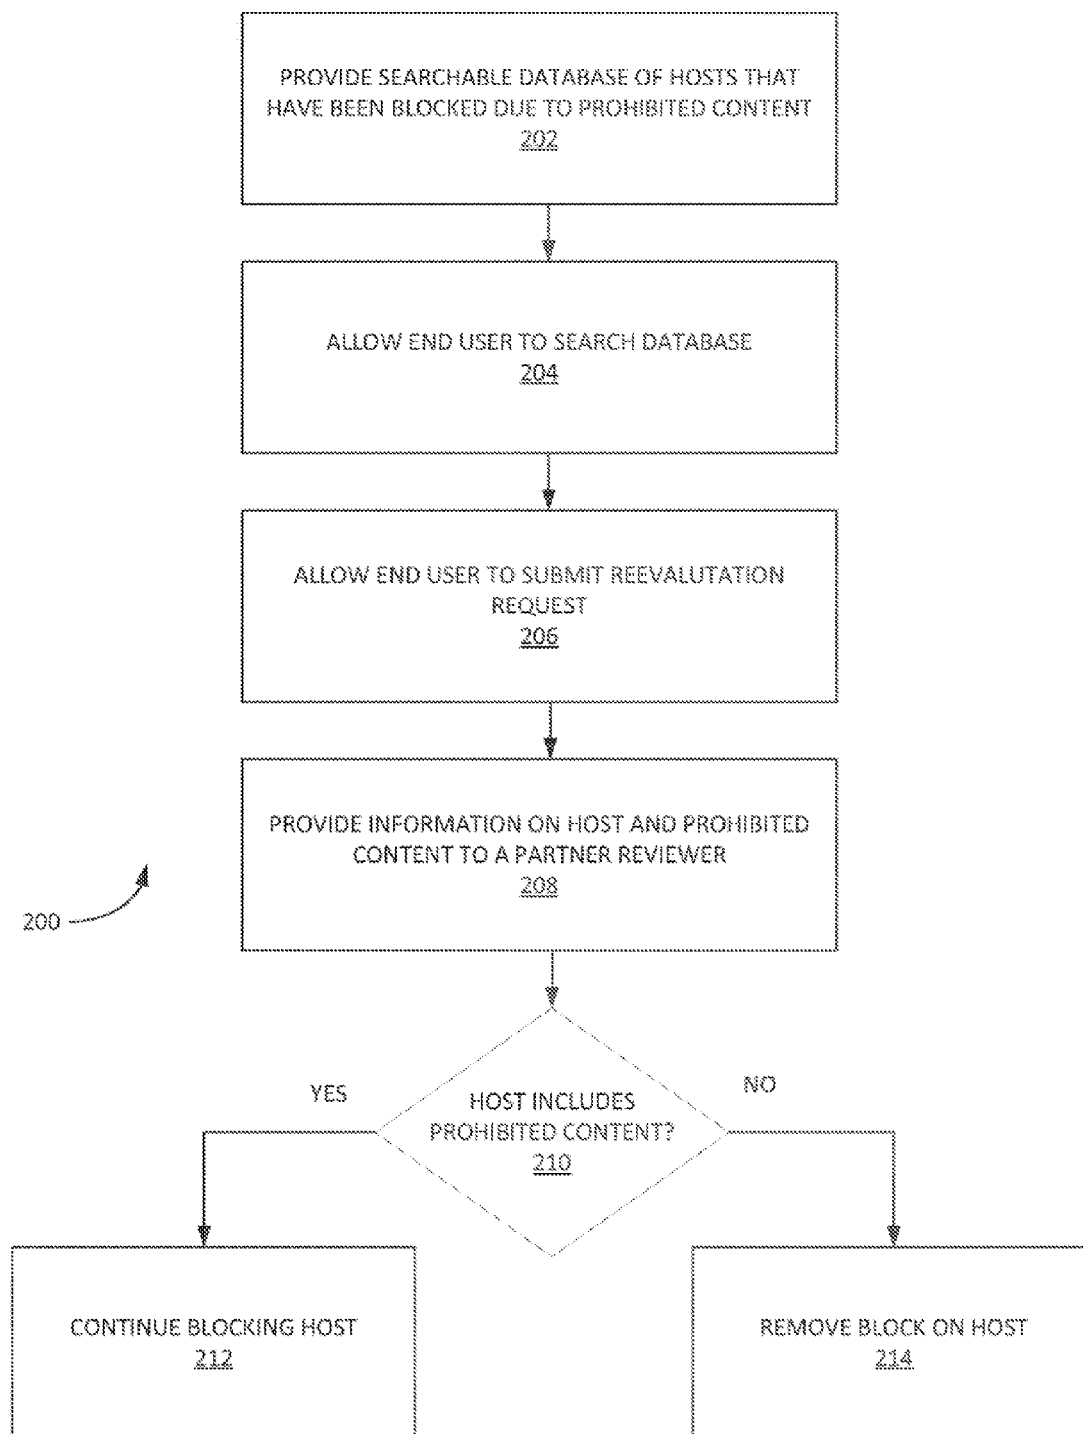 PROVIDE SEARCHABLE DATABASE OF HOSTS THAT
HAVE BEEN BLOCKED DUE TO PROHIBITED CONTENT
202
ALLOW END USER TO SEARCH DATABASE
204
ALLOW END USER TO SUBMIT REEVALUTATION
REQUEST
206
PROVIDE INFORMATION ON HOST AND PROHIBITED
CONTENT TO A PARTNER REVIEWER
208
200
YES
NO
HOST INCLUDES
PROHIBITED CONTENT?
210
CONTINUE BLOCKING HOST
212
REMOVE BLOCK ON HOST
214